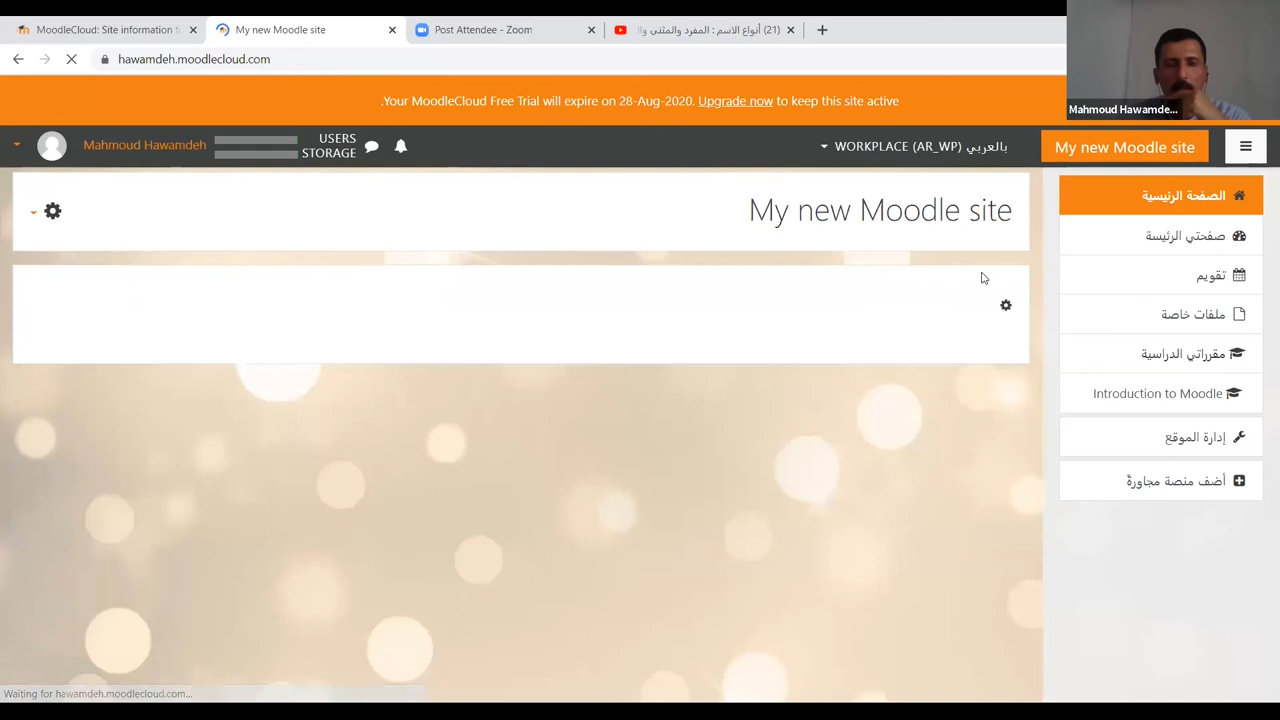 MoodleCloud: Site information f
My new Moodle site
Post Attendee - Zoom
(21) أنواع الاسم : المفرد والمثنى وال
hawamdeh.moodlecloud.com
.Your MoodleCloud Free Trial will expire on 28-Aug-2020. Upgrade now to keep this site active
Mahmoud Hawamde...
Mahmoud Hawamdeh
USERS
STORAGE
WORKPLACE (AR_WP) بالعربي
My new Moodle site
My new Moodle site
الصفحة الرئيسية
صفحتي الرئيسة
تقويم
ملفات خاصة
مقرراتي الدراسية
Introduction to Moodle
إدارة الموقع
أضف منصة مجاورةً
Waiting for hawamdeh.moodlecloud.com...